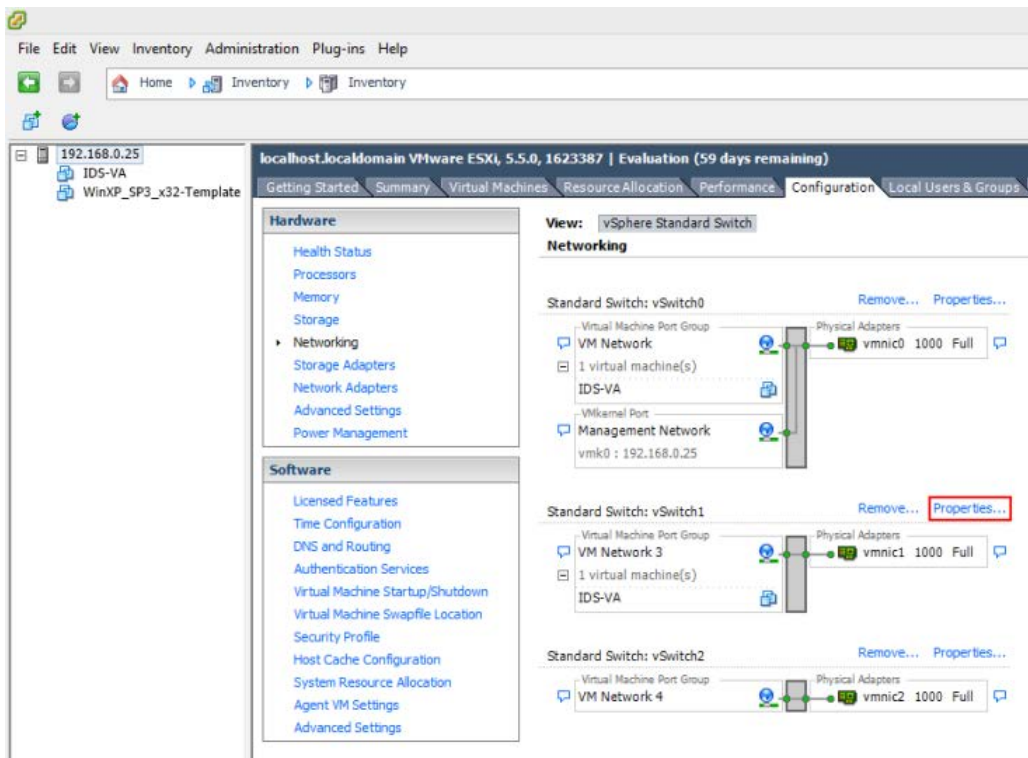 File Edit View Inventory Administration Plug-ins Help
Home Inventory Inventory
192.168.0.25
IDS-VA
WinXP_SP3_x32-Template
localhost.localdomain VMware ESXi, 5.5.0, 1623387 | Evaluation (59 days remaining)
Getting Started Summary Virtual Machines Resource Allocation Performance Configuration Local Users & Groups
Hardware
Health Status
Processors
Memory
Storage
Networking
Storage Adapters
Network Adapters
Advanced Settings
Power Management
Software
Licensed Features
Time Configuration
DNS and Routing
Authentication Services
Virtual Machine Startup/Shutdown
Virtual Machine Swapfile Location
Security Profile
Host Cache Configuration
System Resource Allocation
Agent VM Settings
Advanced Settings
View: vSphere Standard Switch
Networking
Standard Switch: vSwitch0 Remove... Properties...
Virtual Machine Port Group Physical Adapters
VM Network vmnic0 1000 Full
1 virtual machine(s)
IDS-VA
VMkernel Port
Management Network
vmk0 : 192.168.0.25
Standard Switch: vSwitch1 Remove... Properties...
Virtual Machine Port Group Physical Adapters
VM Network 3 vmnic1 1000 Full
1 virtual machine(s)
IDS-VA
Standard Switch: vSwitch2 Remove... Properties...
Virtual Machine Port Group Physical Adapters
VM Network 4 vmnic2 1000 Full